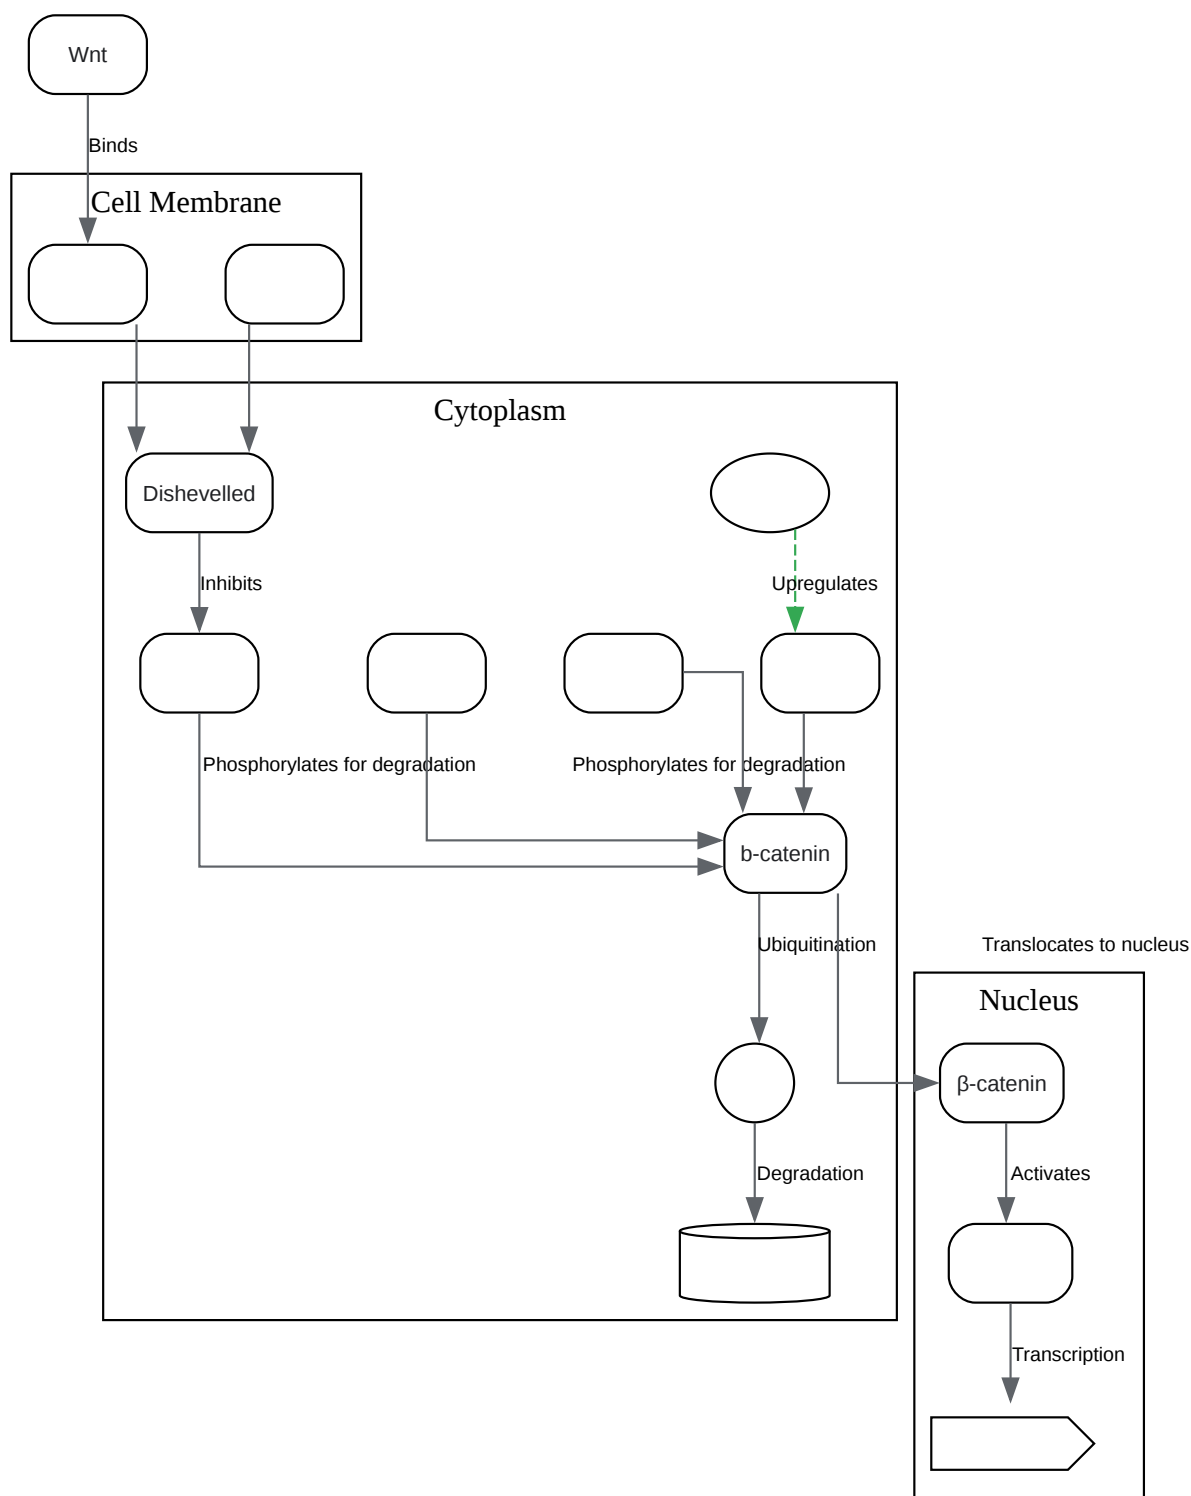 Wnt
Binds
Cell Membrane
Cytoplasm
Dishevelled
Inhibits
Upregulates
Phosphorylates for degradation
Phosphorylates for degradation
b-catenin
Ubiquitination
Translocates to nucleus
Nucleus
β-catenin
Degradation
Activates
Transcription